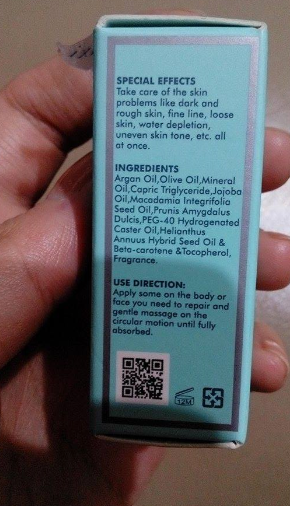 SPECIAL EFFECTS
Take care of the skin
problems like dark and
rough skin, fine line, loose
skin, water depletion,
uneven skin tone, etc. all
at once.
INGREDIENTS
Argan Oil,Olive Oil,Mineral
Oil,Capric Triglyceride,Jojoba
Oil,Macadamia Integrifolia
Seed Oil,Prunis Amygdalus
Dulcis,PEG-40 Hydrogenated
Caster Oil,Helianthus
Annuus Hybrid Seed Oil &
Beta-carotene &Tocopherol,
Fragrance.
USE DIRECTION:
Apply some on the body or
face you need to repair and
gentle massage on the
circular motion until fully
absorbed.
12M